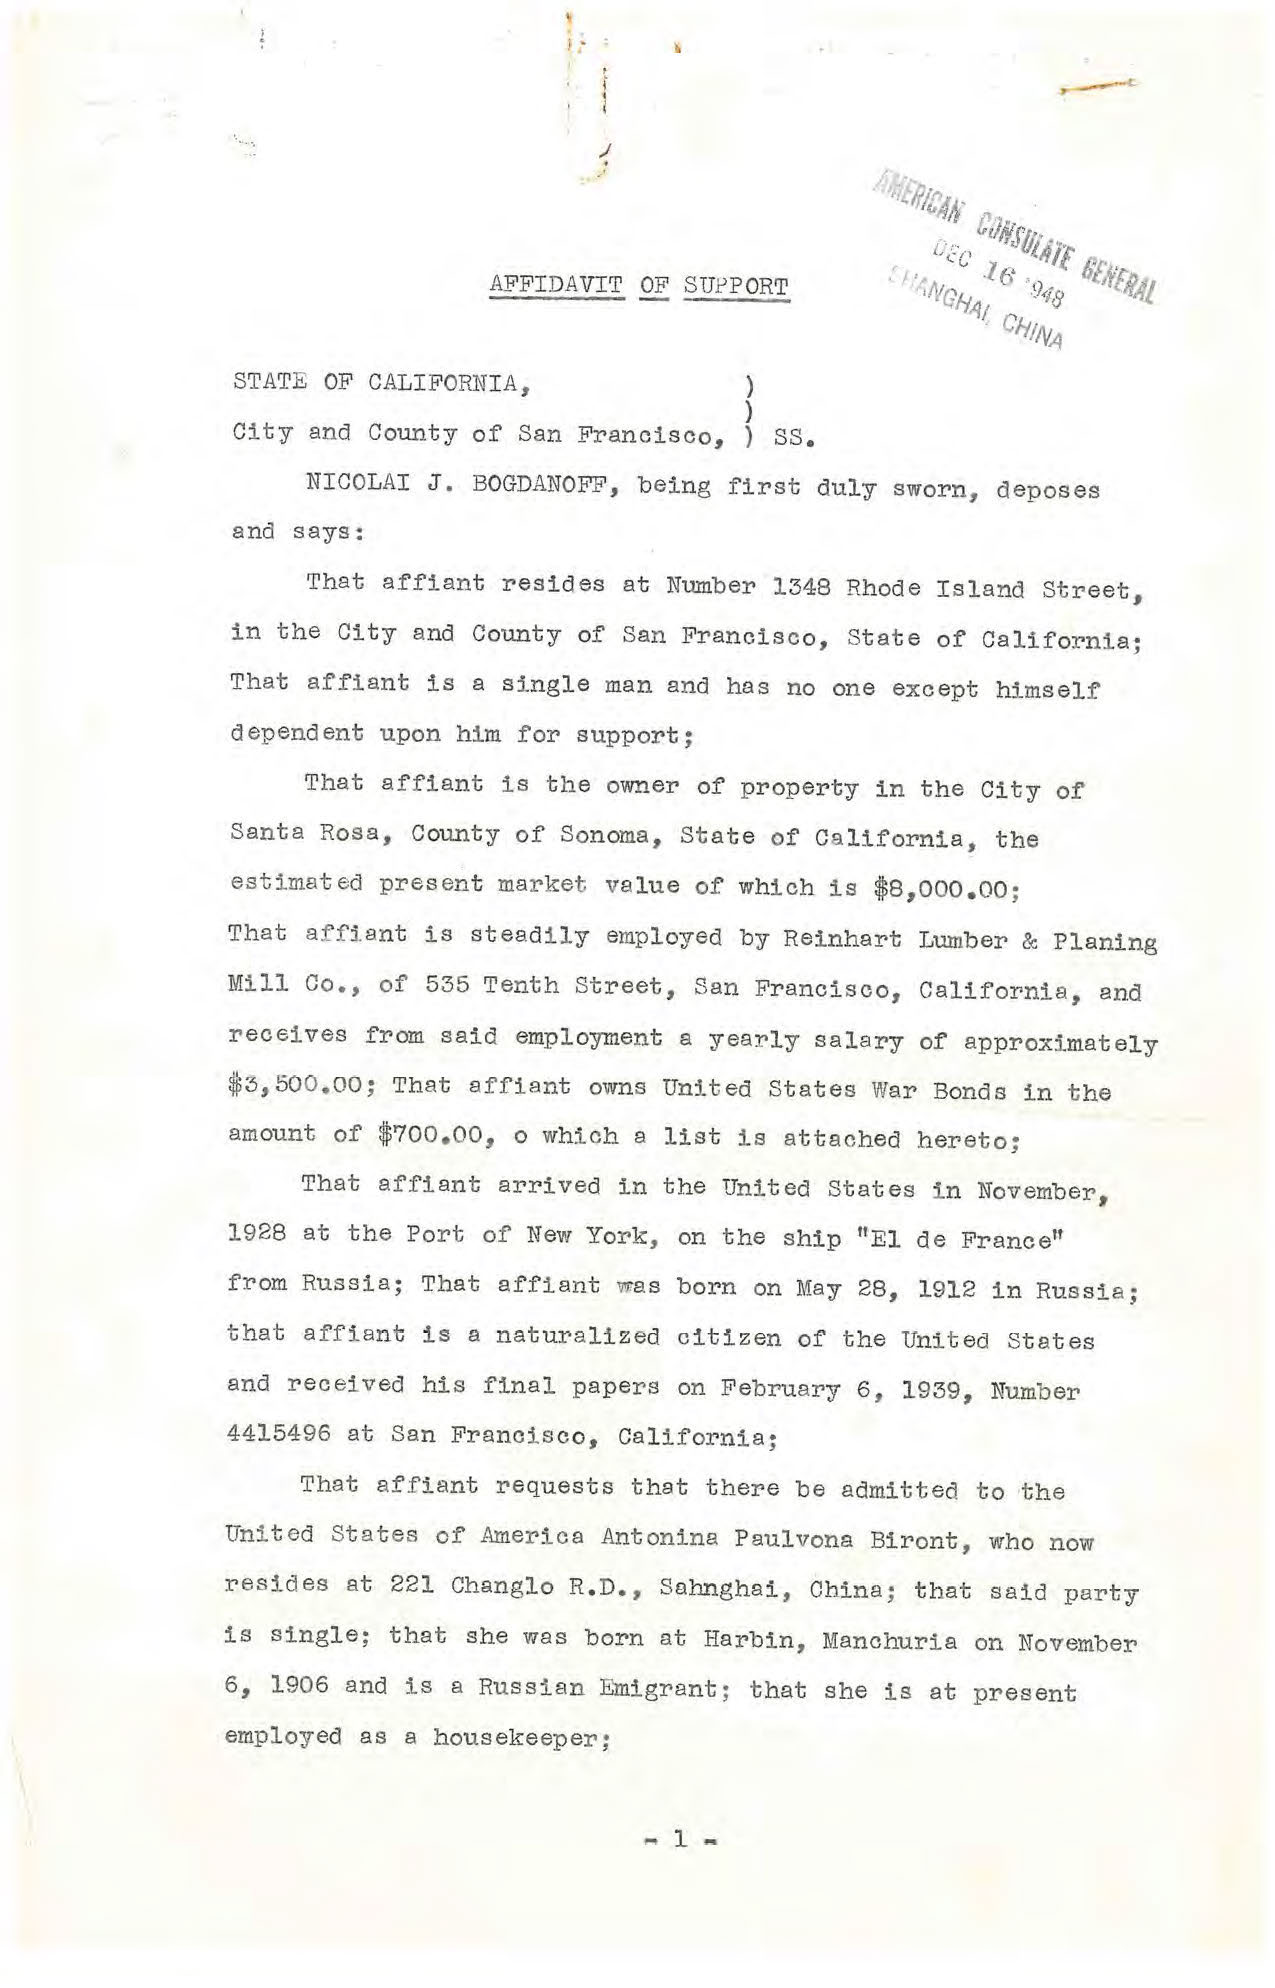 AMERICAN CONSULATE GENERAL
DEC 16 '948
SHANGHAI, CHINA
AFFIDAVIT OF SUPPORT
STATE OF CALIFORNIA, )
)
City and County of San Francisco, ) SS.
NICOLAI J. BOGDANOFF, being first duly sworn, deposes
and says:
That affiant resides at Number 1348 Rhode Island Street,
in the City and County of San Francisco, State of California;
That affiant is a single man and has no one except himself
dependent upon him for support;
That affiant is the owner of property in the City of
Santa Rosa, County of Sonoma, State of California, the
estimated present market value of which is $8,000.00;
That affiant is steadily employed by Reinhart Lumber & Planing
Mill Co., of 535 Tenth Street, San Francisco, California, and
receives from said employment a yearly salary of approximately
$3,500.00; That affiant owns United States War Bonds in the
amount of $700.00, o which a list is attached hereto;
That affiant arrived in the United States in November,
1928 at the Port of New York, on the ship "El de France"
from Russia; That affiant was born on May 28, 1912 in Russia;
that affiant is a naturalized citizen of the United States
and received his final papers on February 6, 1939, Number
4415496 at San Francisco, California;
That affiant requests that there be admitted to the
United States of America Antonina Paulvona Biront, who now
resides at 221 Changlo R.D., Sahnghai, China; that said party
is single; that she was born at Harbin, Manchuria on November
6, 1906 and is a Russian Emigrant; that she is at present
employed as a housekeeper;
- 1 -